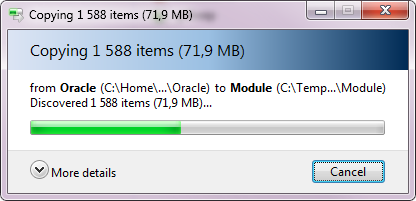 Copying 1 588 items (71,9 MB)
Copying 1 588 items (71,9 MB)
from Oracle (C:\Home\...\Oracle) to Module (C:\Temp...\Module)
Discovered 1 588 items (71,9 MB)...
More details
Cancel